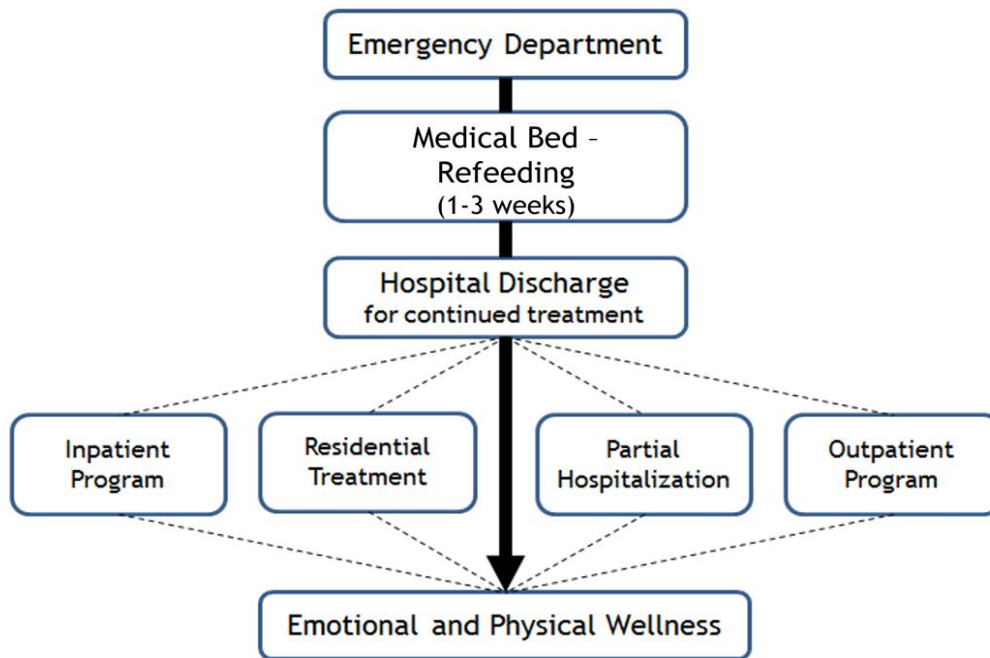 Emergency Department
Medical Bed –
Refeeding
(1-3 weeks)
Hospital Discharge
for continued treatment
Inpatient
Program
Residential
Treatment
Partial
Hospitalization
Outpatient
Program
Emotional and Physical Wellness